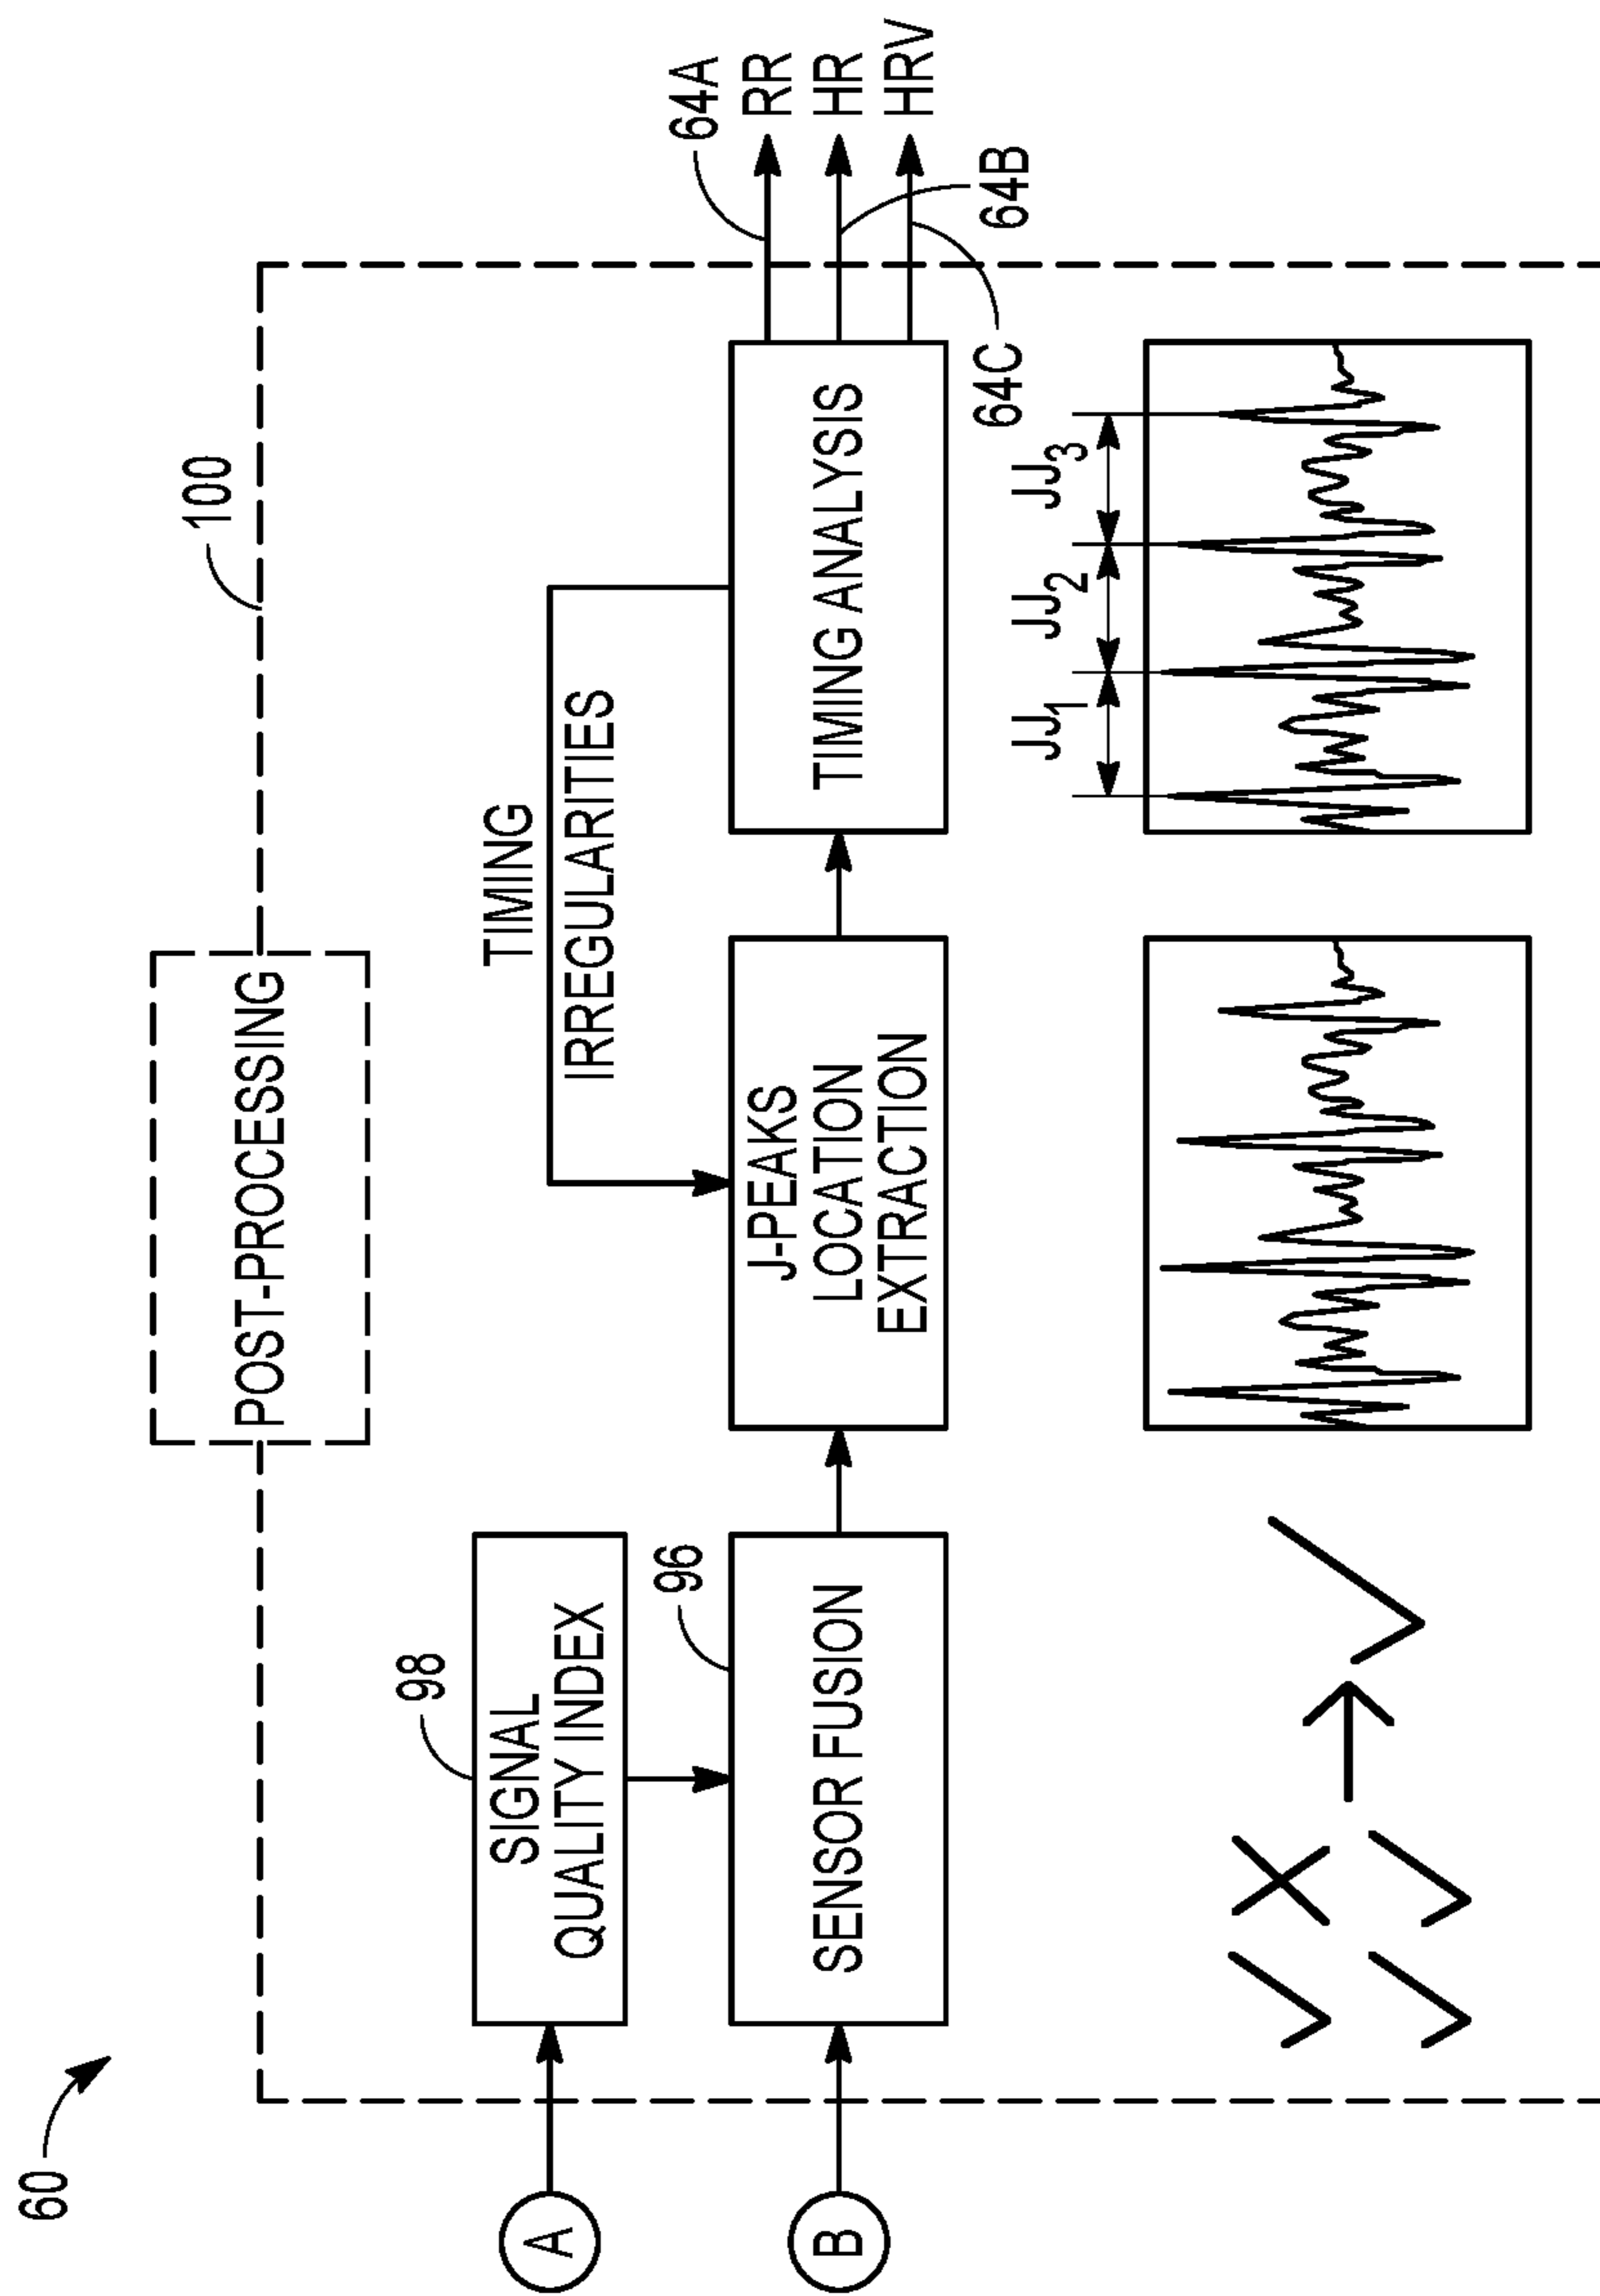 60
100
POST-PROCESSING
98
SIGNAL
QUALITY INDEX
TIMING
IRREGULARITIES
96
SENSOR FUSION
J-PEAKS
LOCATION
EXTRACTION
TIMING ANALYSIS
A
B
64A
RR
HR
HRV
64B
64C
JJ1
JJ2
JJ3